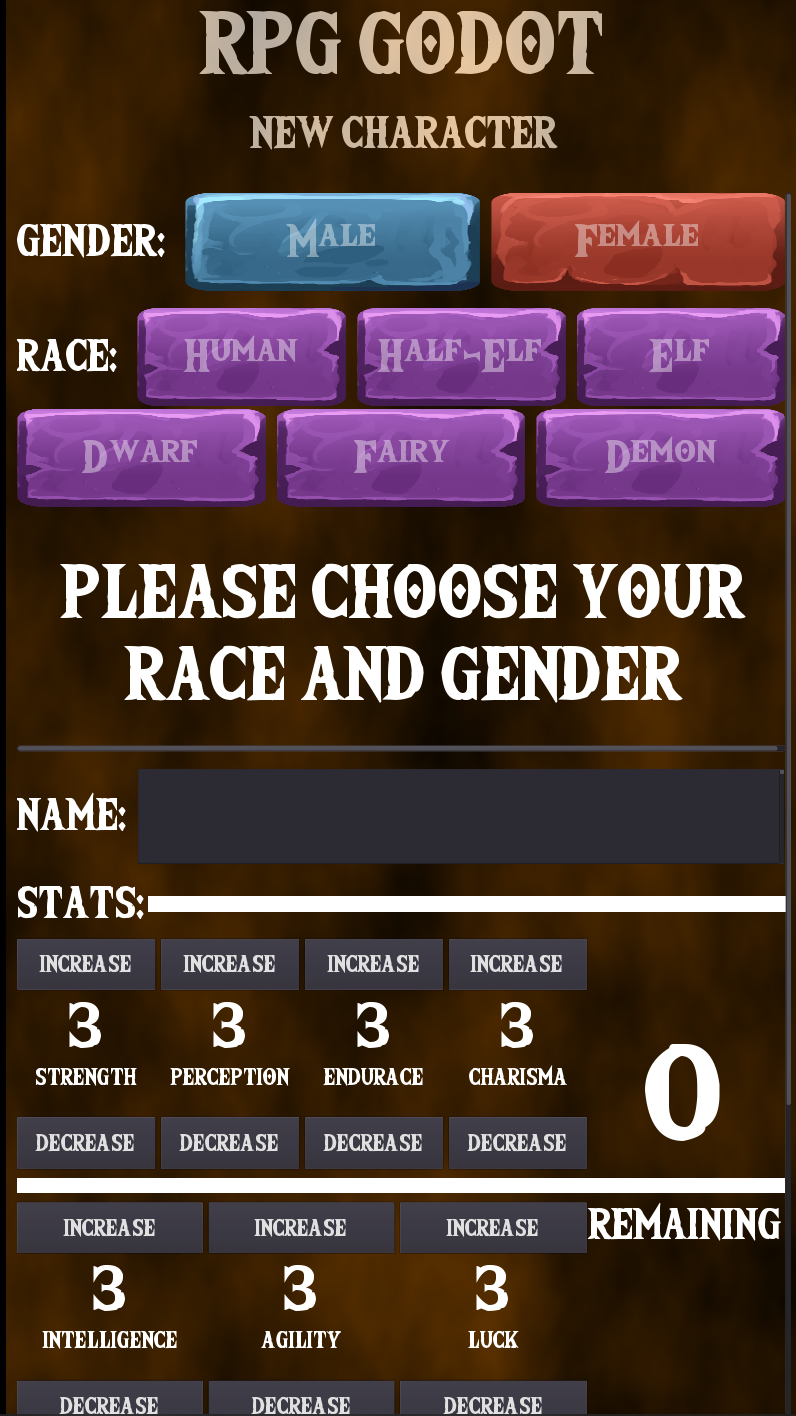 RPG GODOT
NEW CHARACTER
GENDER: MALE FEMALE
RACE: HUMAN HALF-ELF ELF
DWARF FAIRY DEMON
PLEASE CHOOSE YOUR
RACE AND GENDER
NAME:
STATS:
INCREASE INCREASE INCREASE INCREASE
3 3 3 3
STRENGTH PERCEPTION ENDURACE CHARISMA
0
DECREASE DECREASE DECREASE DECREASE
REMAINING
INCREASE INCREASE INCREASE
3 3 3
INTELLIGENCE AGILITY LUCK
DECREASE DECREASE DECREASE